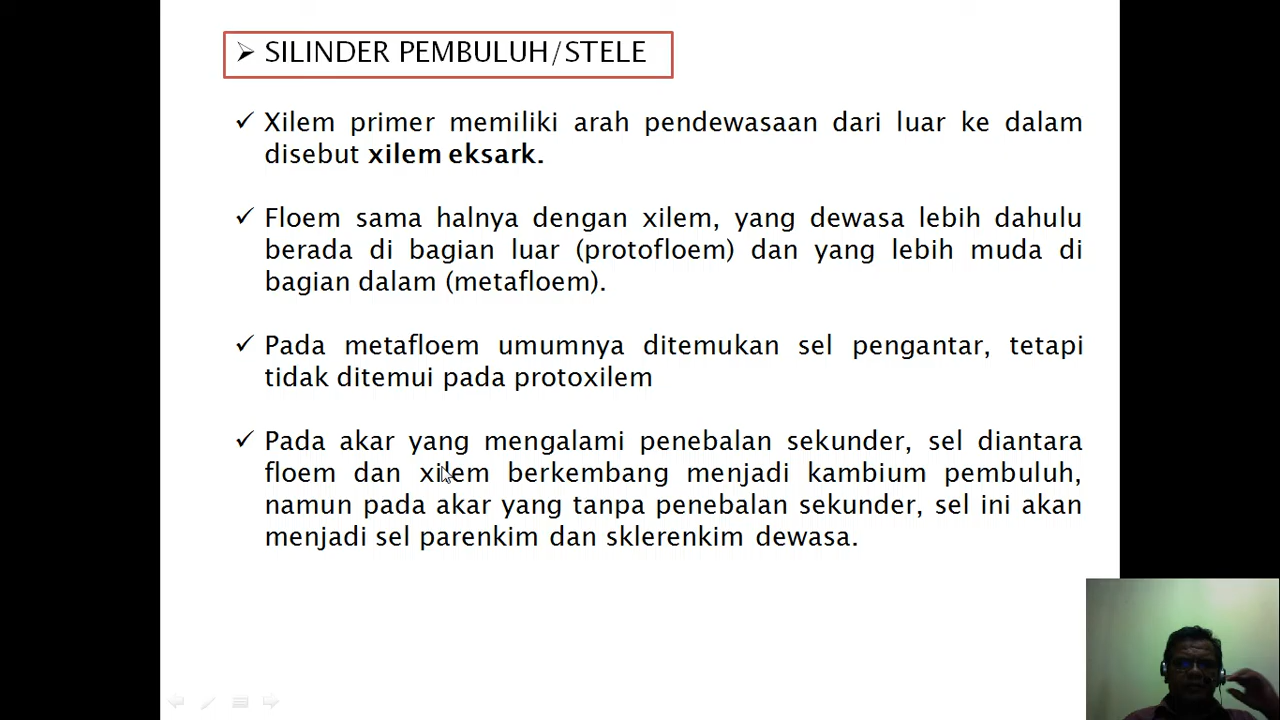 ➢ SILINDER PEMBULUH/STELE
✓ Xilem primer memiliki arah pendewasaan dari luar ke dalam
disebut xilem eksark.
✓ Floem sama halnya dengan xilem, yang dewasa lebih dahulu
berada di bagian luar (protofloem) dan yang lebih muda di
bagian dalam (metafloem).
✓ Pada metafloem umumnya ditemukan sel pengantar, tetapi
tidak ditemui pada protoxilem
✓ Pada akar yang mengalami penebalan sekunder, sel diantara
floem dan xilem berkembang menjadi kambium pembuluh,
namun pada akar yang tanpa penebalan sekunder, sel ini akan
menjadi sel parenkim dan sklerenkim dewasa.